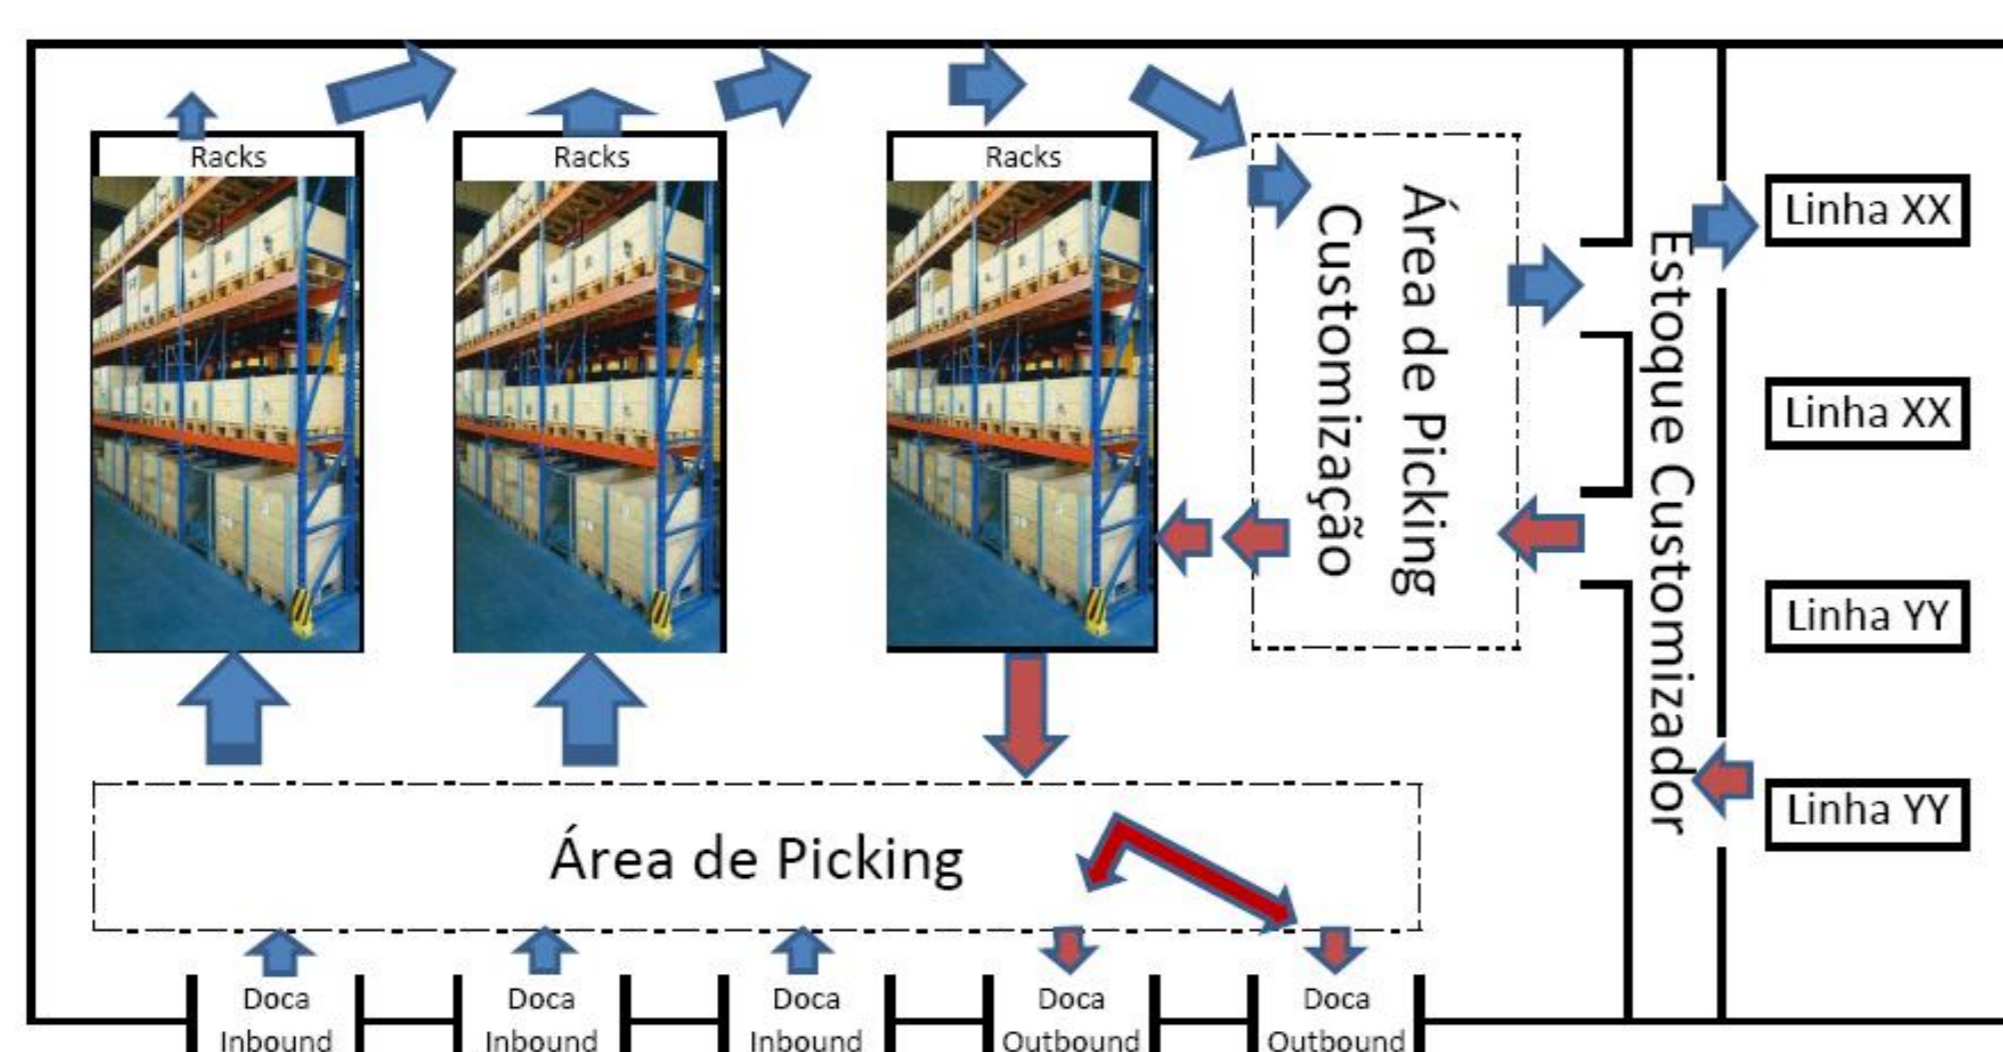 Racks
Racks
Racks
Área de Picking
Customização
Estoque Customizador
Linha XX
Linha XX
Linha YY
Linha YY
Área de Picking
Doca
Inbound
Doca
Inbound
Doca
Inbound
Doca
Outbound
Doca
Outbound